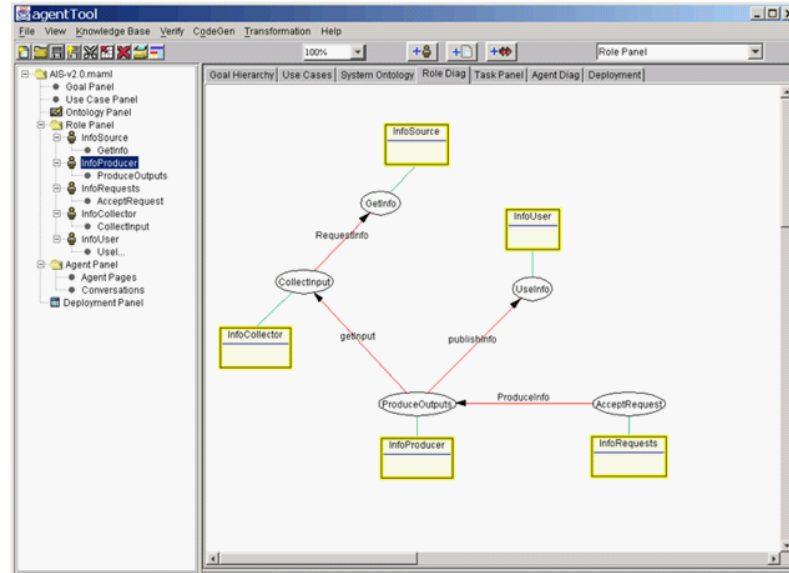 agentTool
File View Knowledge Base Verify CodeGen Transformation Help
100% Role Panel
AIS-v2.0.maml
Goal Panel
Use Case Panel
Ontology Panel
Role Panel
InfoSource
GetInfo
InfoProducer
ProduceOutputs
InfoRequests
AcceptRequest
InfoCollector
CollectInput
InfoUser
UseI...
Agent Panel
Agent Pages
Conversations
Deployment Panel
Goal Hierarchy Use Cases System Ontology Role Diag Task Panel Agent Diag Deployment
InfoSource
GetInfo
InfoUser
RequestInfo
CollectInput
UseInfo
InfoCollector
getInput
publishInfo
ProduceOutputs
ProduceInfo
AcceptRequest
InfoProducer
InfoRequests